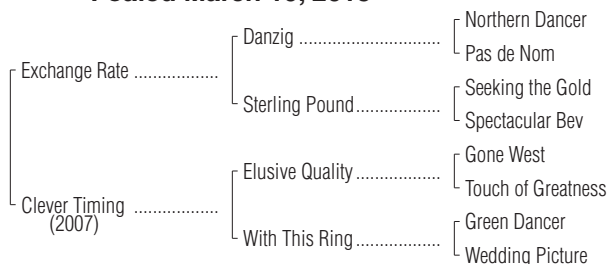 Northern Dancer
Danzig ..............................
Pas de Nom
Exchange Rate ..................
Seeking the Gold
Sterling Pound..................
Spectacular Bev
Gone West
Elusive Quality ..................
Touch of Greatness
Clever Timing ..................
(2007)
Green Dancer
With This Ring..................
Wedding Picture